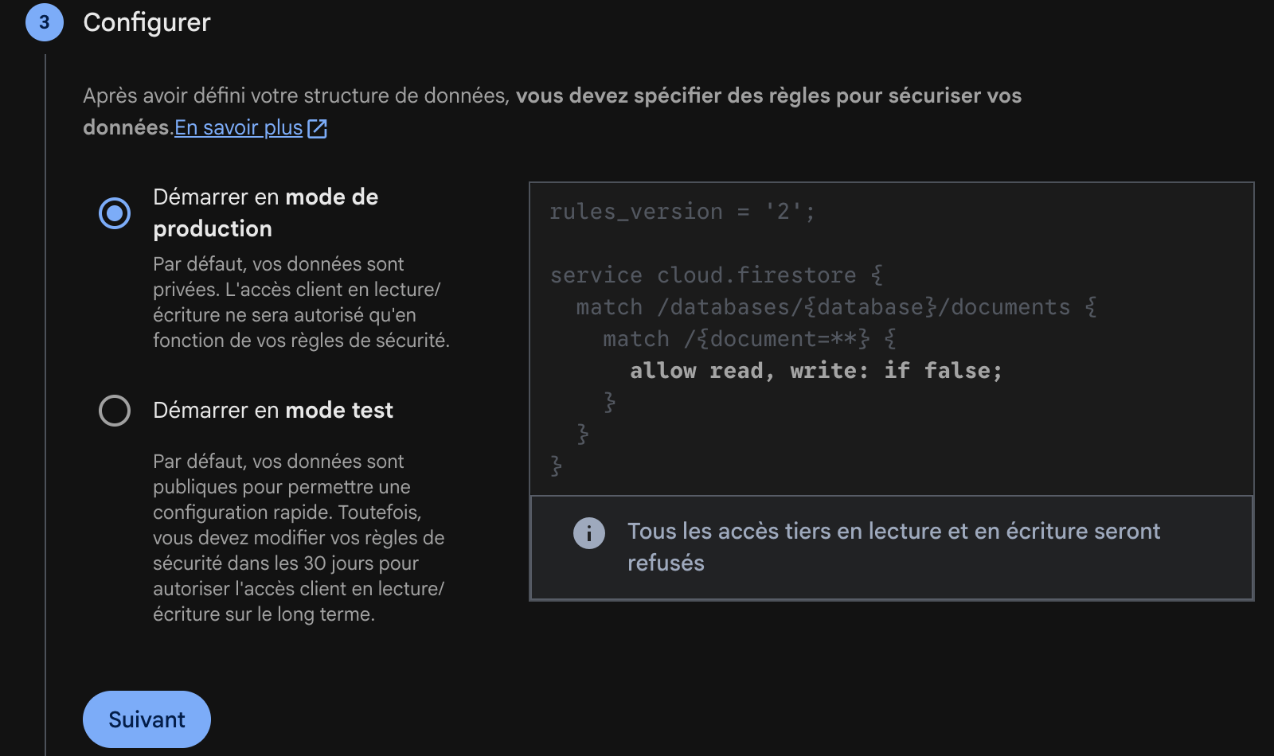 3 Configurer
Après avoir défini votre structure de données, vous devez spécifier des règles pour sécuriser vos
données.En savoir plus
Démarrer en mode de
production
Par défaut, vos données sont
privées. L'accès client en lecture/
écriture ne sera autorisé qu'en
fonction de vos règles de sécurité.
Démarrer en mode test
Par défaut, vos données sont
publiques pour permettre une
configuration rapide. Toutefois,
vous devez modifier vos règles de
sécurité dans les 30 jours pour
autoriser l'accès client en lecture/
écriture sur le long terme.
rules_version = '2';
service cloud.firestore {
match /databases/{database}/documents {
match /{document=**} {
allow read, write: if false;
}
}
}
Tous les accès tiers en lecture et en écriture seront
refusés
Suivant